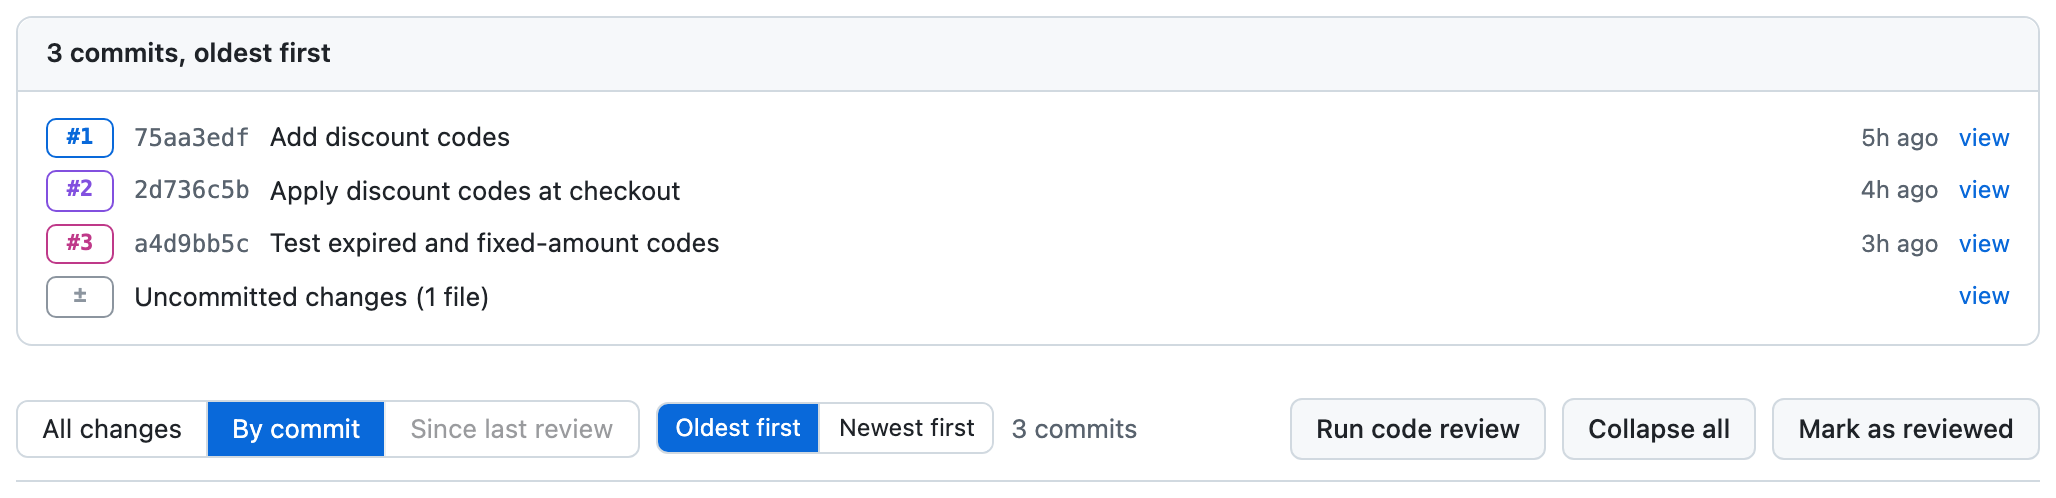 3 commits, oldest first
#1 75aa3edf Add discount codes 5h ago view
#2 2d736c5b Apply discount codes at checkout 4h ago view
#3 a4d9bb5c Test expired and fixed-amount codes 3h ago view
± Uncommitted changes (1 file) view
All changes By commit Since last review Oldest first Newest first 3 commits Run code review Collapse all Mark as reviewed